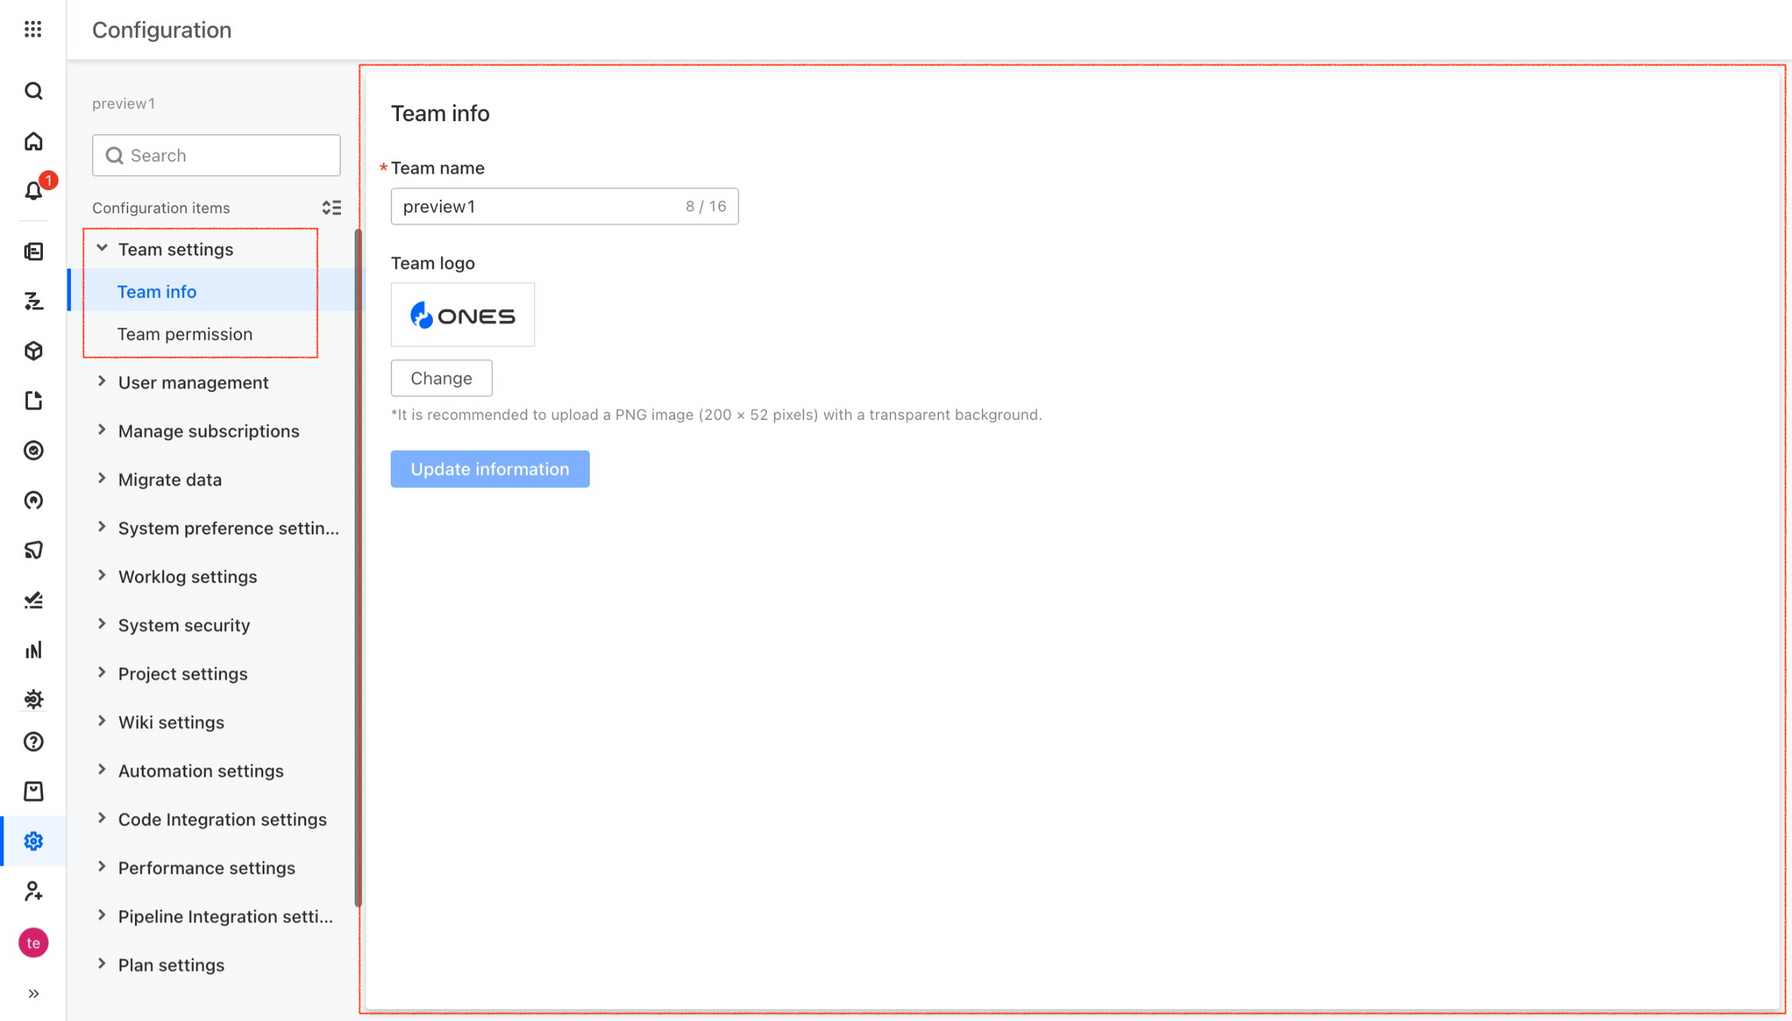 Configuration
preview1
Search
1
Configuration items
Team settings
Team info
Team permission
User management
Manage subscriptions
Migrate data
System preference settin...
Worklog settings
System security
Project settings
Wiki settings
Automation settings
Code Integration settings
Performance settings
Pipeline Integration setti...
Plan settings
te
Team info
* Team name
preview1 8 / 16
Team logo
ONES
Change
*It is recommended to upload a PNG image (200 × 52 pixels) with a transparent background.
Update information